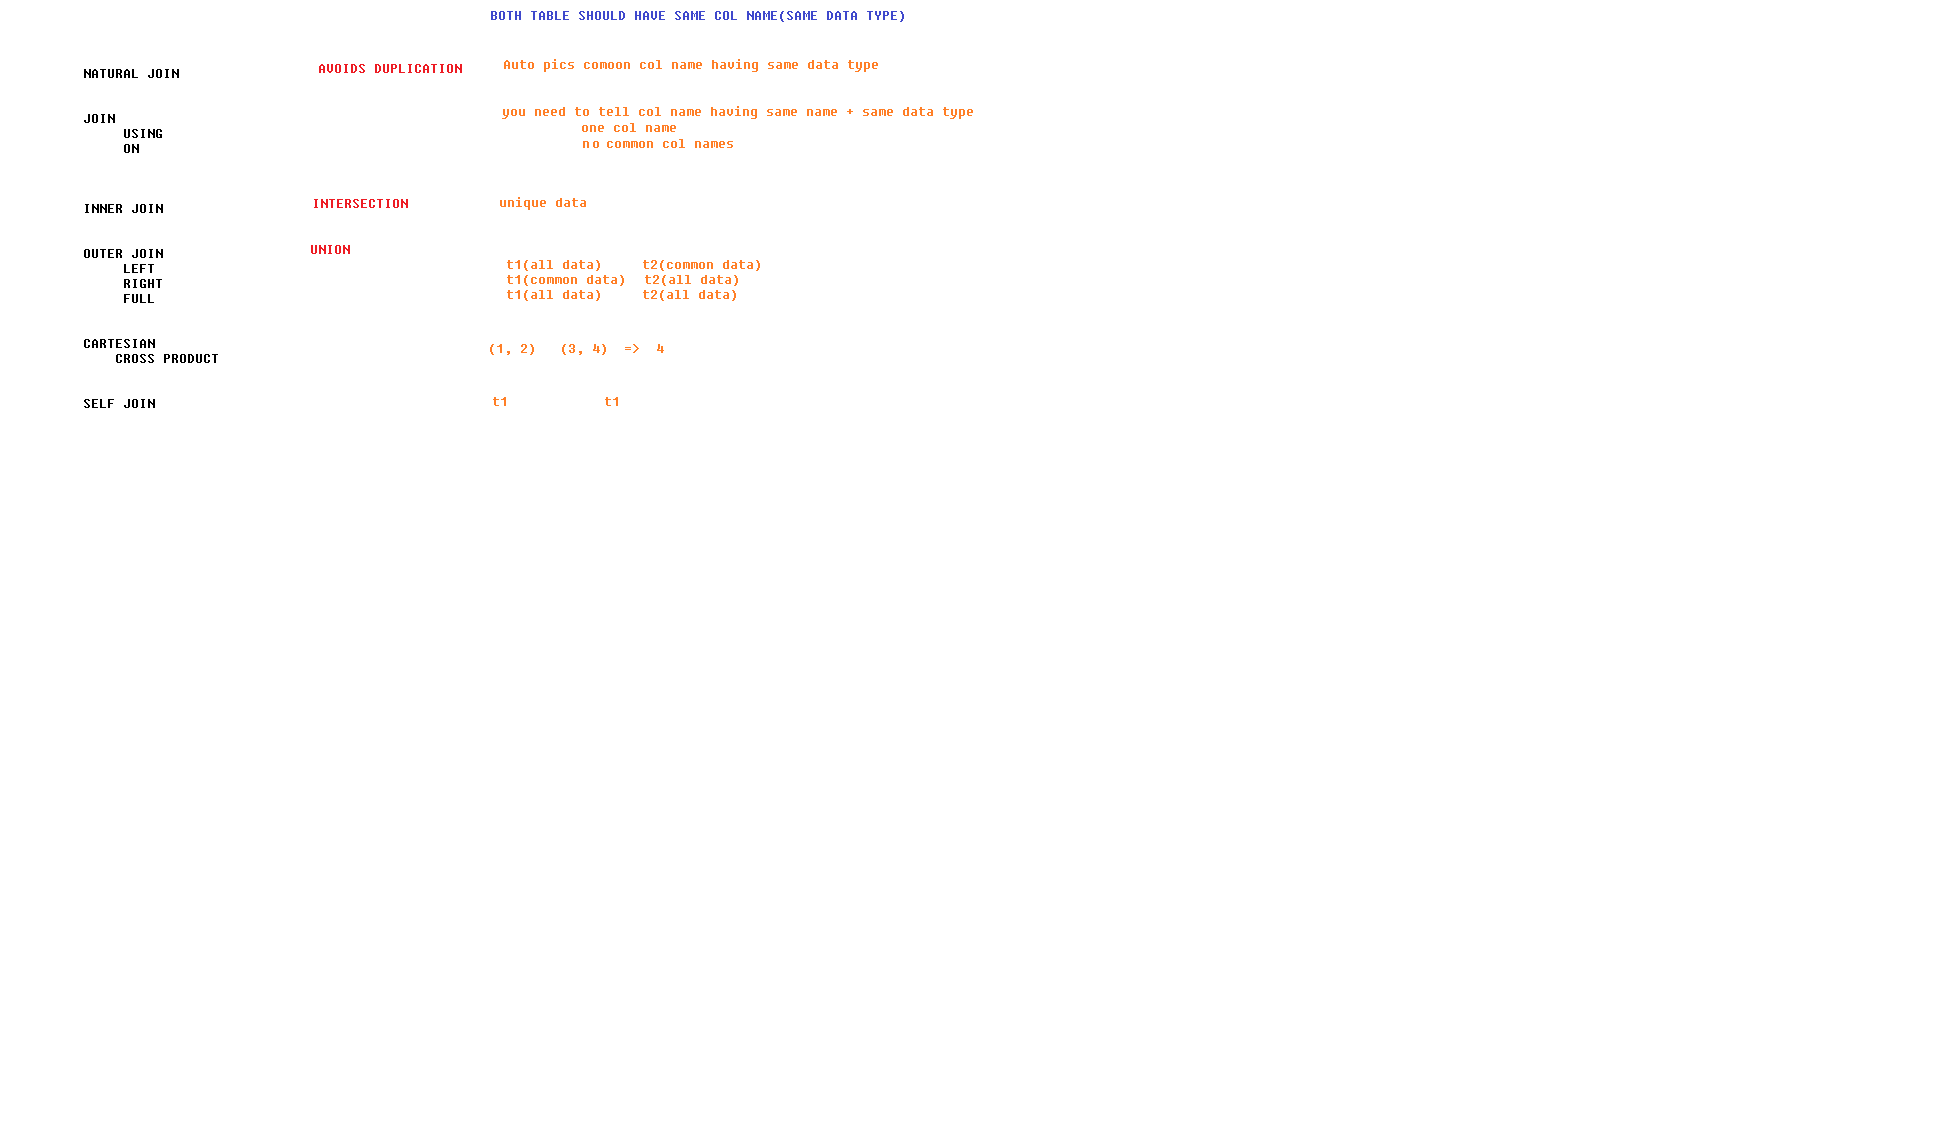 BOTH TABLE SHOULD HAVE SAME COL NAME(SAME DATA TYPE)
NATURAL JOIN AVOIDS DUPLICATION Auto pics comoon col name having same data type
JOIN you need to tell col name having same name + same data type
USING one col name
ON no common col names
INNER JOIN INTERSECTION unique data
OUTER JOIN UNION
LEFT t1(all data) t2(common data)
RIGHT t1(common data) t2(all data)
FULL t1(all data) t2(all data)
CARTESIAN (1, 2) (3, 4) => 4
CROSS PRODUCT
SELF JOIN t1 t1